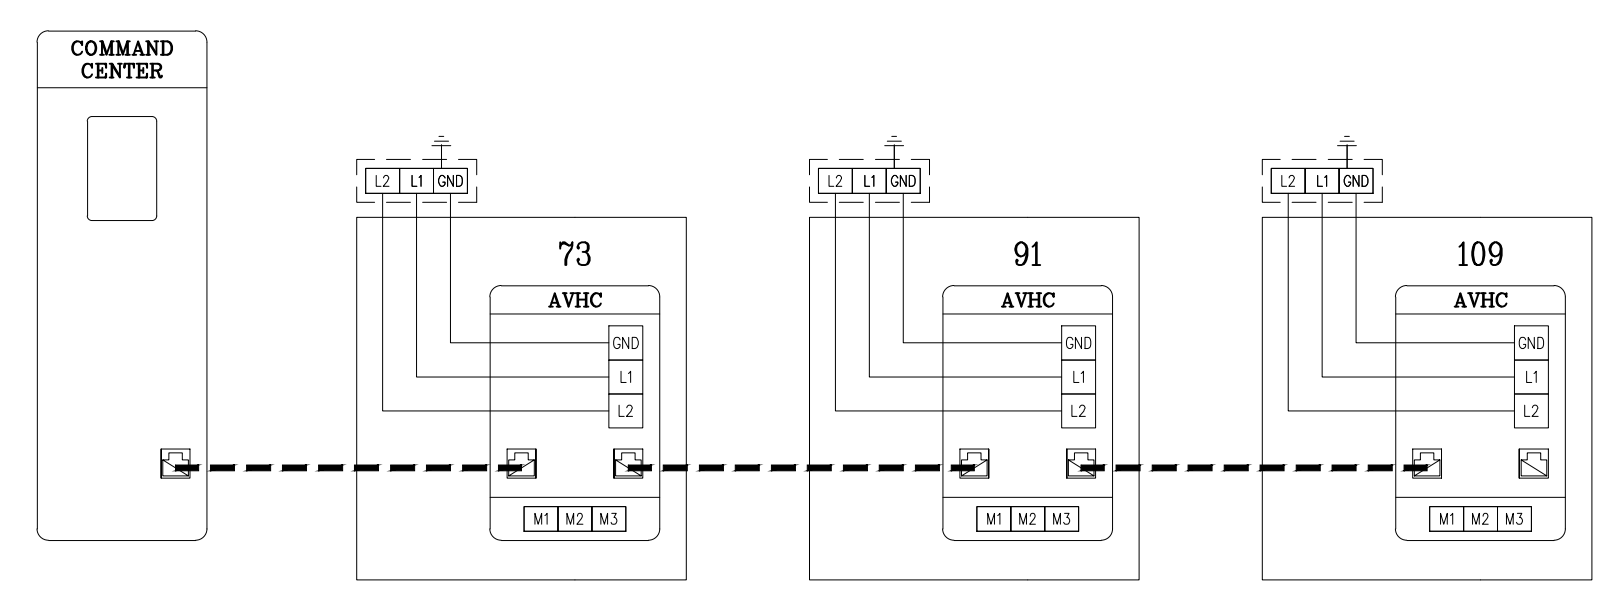 COMMAND
CENTER
L2 L1 GND
73
AVHC
GND
L1
L2
M1 M2 M3
L2 L1 GND
91
AVHC
GND
L1
L2
M1 M2 M3
L2 L1 GND
109
AVHC
GND
L1
L2
M1 M2 M3